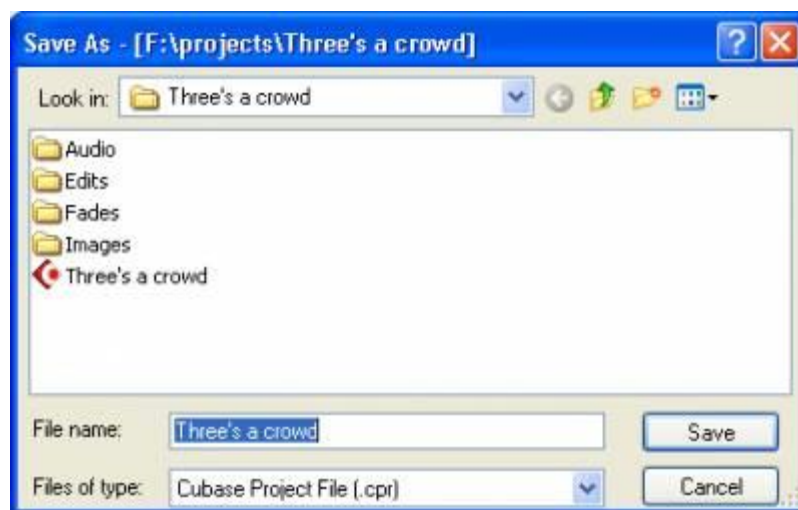 Save As - [F:\projects\Three's a crowd]
Look in: Three's a crowd
Audio
Edits
Fades
Images
Three's a crowd
File name: Three's a crowd Save
Files of type: Cubase Project File (.cpr) Cancel